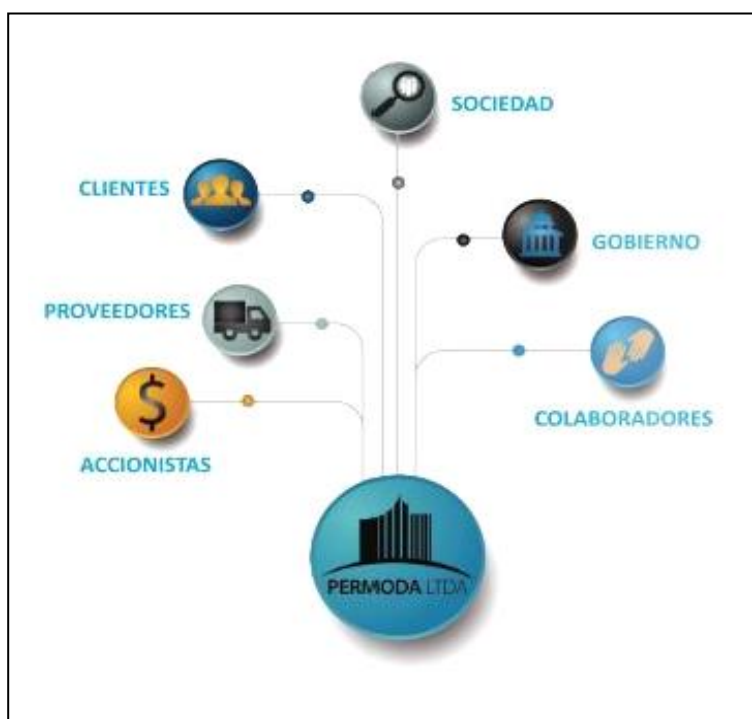 SOCIEDAD
CLIENTES
GOBIERNO
PROVEEDORES
COLABORADORES
ACCIONISTAS
PERMODA LTDA